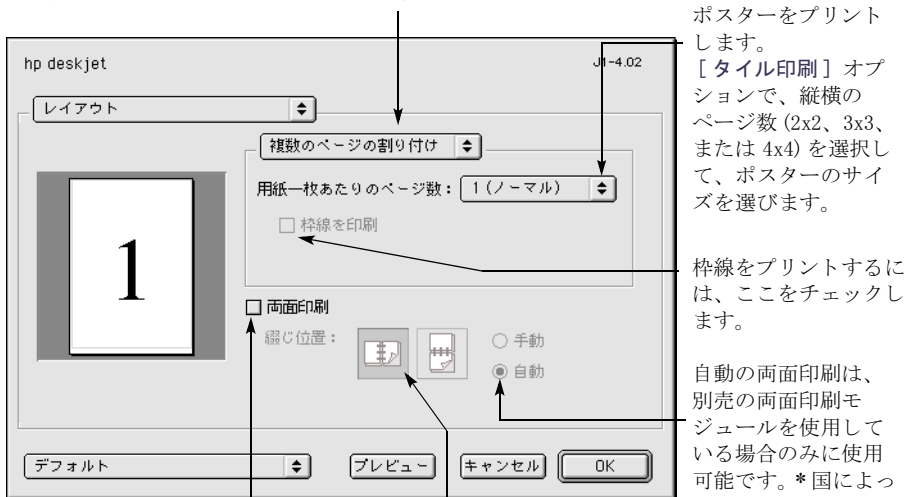 hp deskjet
J1-4.02
レイアウト
複数のページの割り付け
用紙一枚あたりのページ数：
1 (ノーマル)
枠線を印刷
1
両面印刷
綴じ位置：
手動
自動
デフォルト
プレビュー
キャンセル
OK
ポスターをプリント
します。
［タイル印刷］オプ
ションで、縦横の
ページ数 (2x2、3x3、
または 4x4) を選択し
て、ポスターのサイ
ズを選びます。
枠線をプリントするに
は、ここをチェックし
ます。
自動の両面印刷は、
別売の両面印刷モ
ジュールを使用して
いる場合のみに使用
可能です。* 国によっ